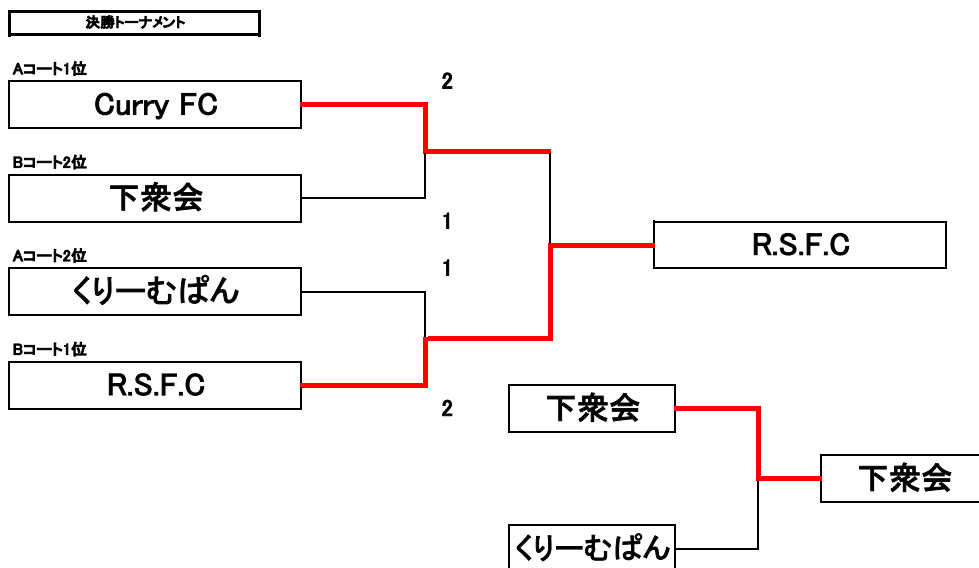 決勝トーナメント
Aコート1位
2
Curry FC
Bコート2位
下衆会
1
R.S.F.C
Aコート2位
1
くりーむぱん
Bコート1位
R.S.F.C
2
下衆会
下衆会
くりーむぱん